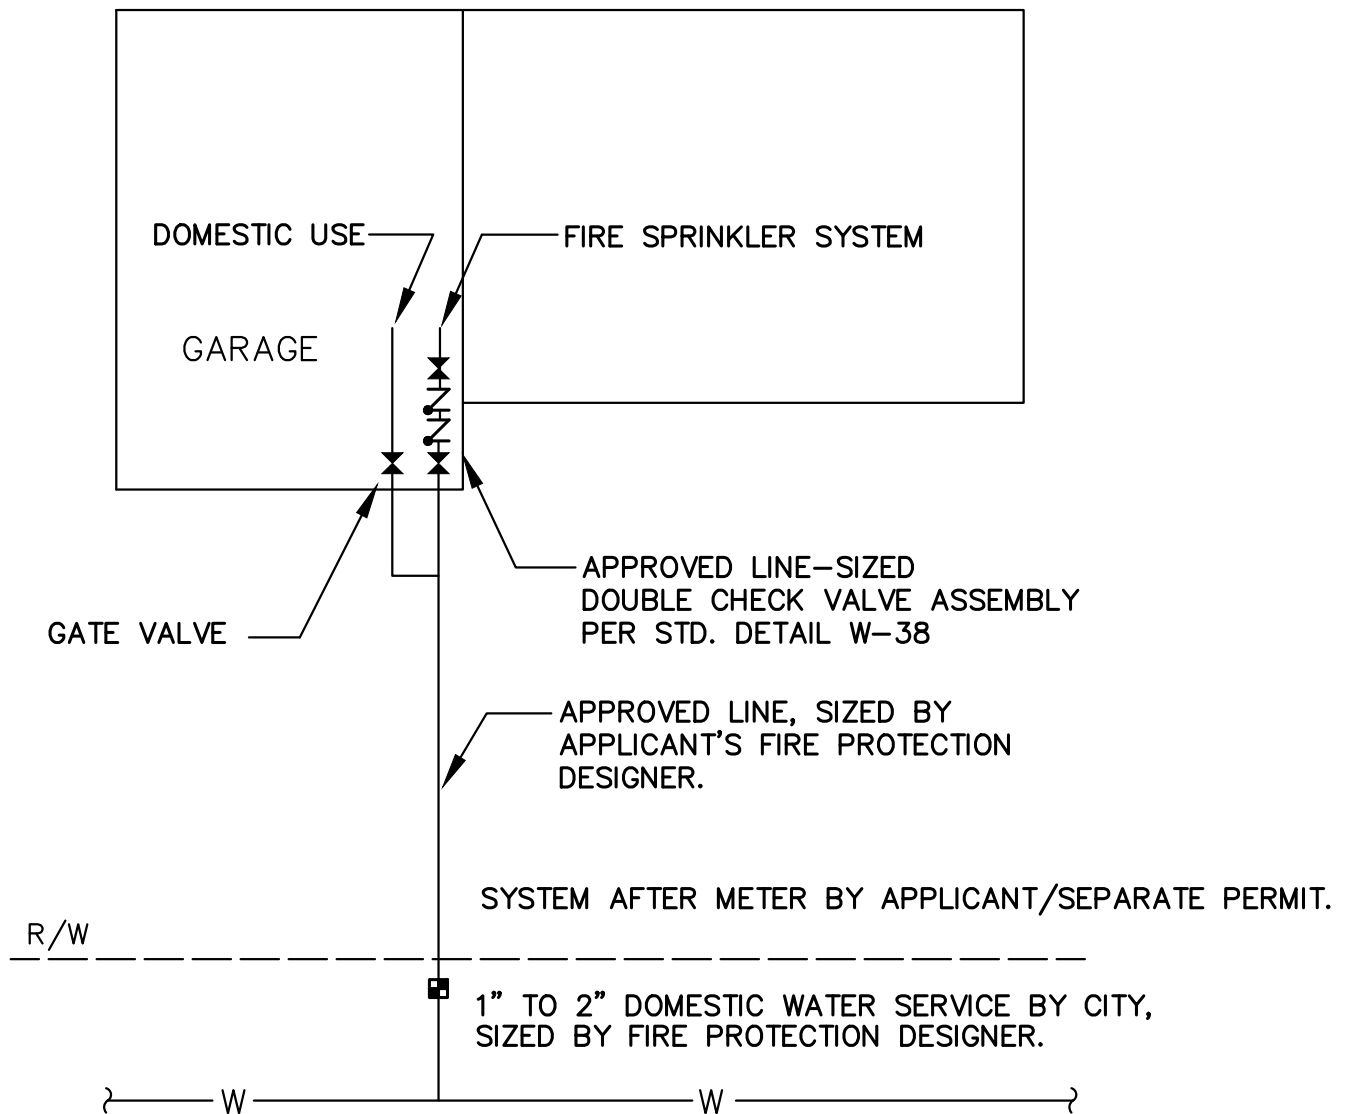 DOMESTIC USE
FIRE SPRINKLER SYSTEM
GARAGE
APPROVED LINE-SIZED
DOUBLE CHECK VALVE ASSEMBLY
PER STD. DETAIL W-38
GATE VALVE
APPROVED LINE, SIZED BY
APPLICANT'S FIRE PROTECTION
DESIGNER.
SYSTEM AFTER METER BY APPLICANT/SEPARATE PERMIT.
R/W
1" TO 2" DOMESTIC WATER SERVICE BY CITY,
SIZED BY FIRE PROTECTION DESIGNER.
W
W